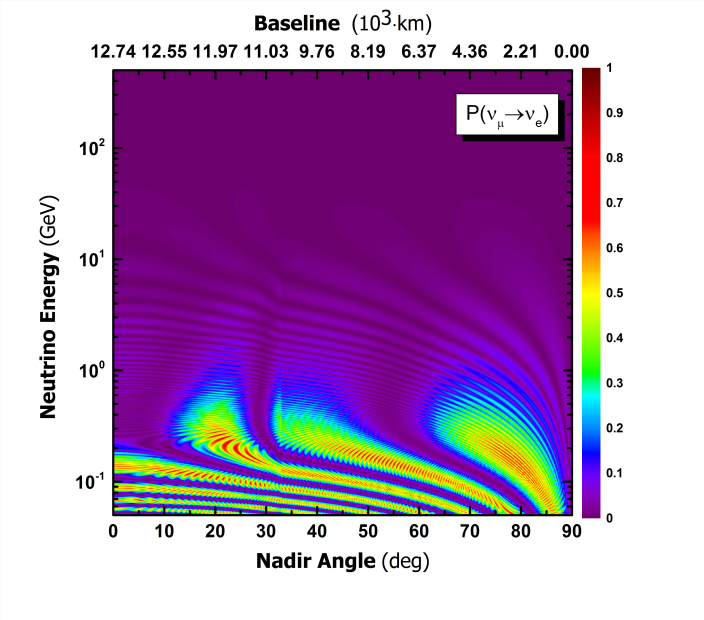 Baseline (10³·km)
12.74 12.55 11.97 11.03 9.76 8.19 6.37 4.36 2.21 0.00
P(νμ→νe)
1
0.9
0.8
0.7
0.6
0.5
0.4
0.3
0.2
0.1
0
Neutrino Energy (GeV)
10²
10¹
10⁰
10⁻¹
0 10 20 30 40 50 60 70 80 90
Nadir Angle (deg)